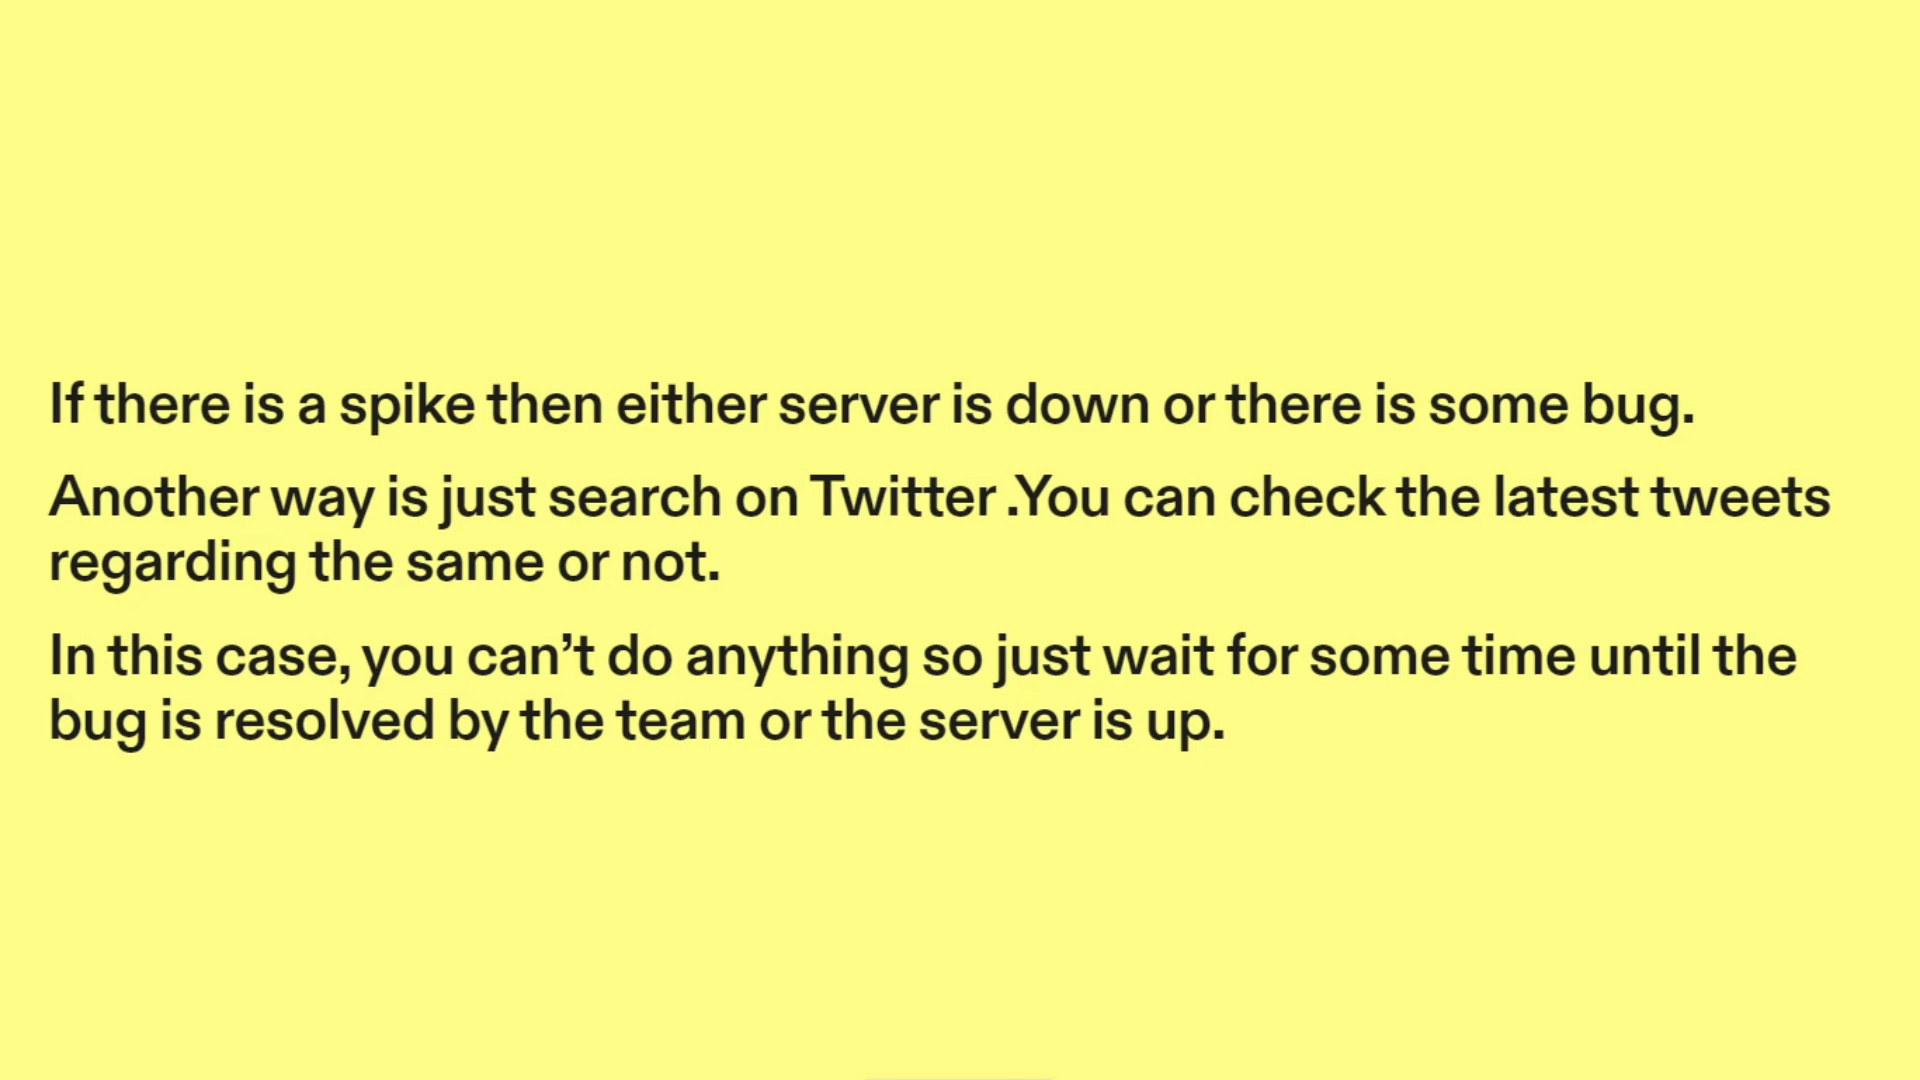 If there is a spike then either server is down or there is some bug.
Another way is just search on Twitter .You can check the latest tweets
regarding the same or not.
In this case, you can’t do anything so just wait for some time until the
bug is resolved by the team or the server is up.